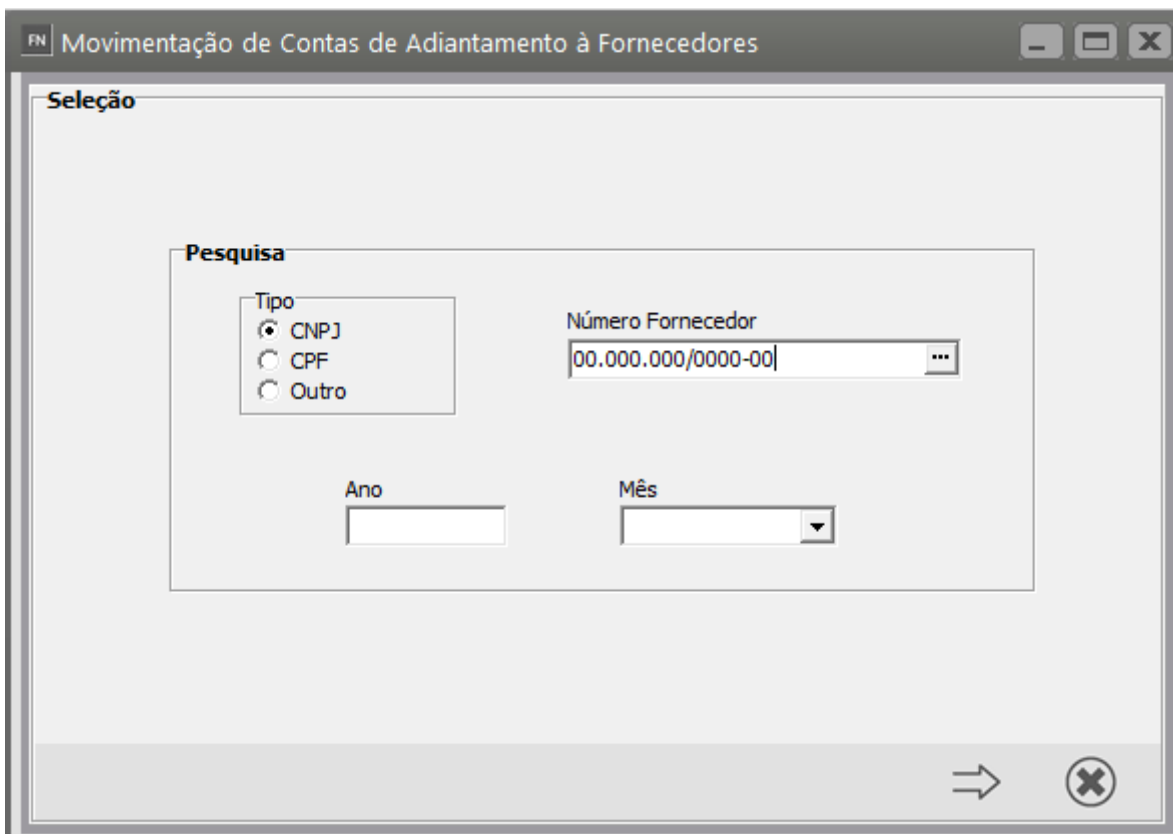 FN Movimentação de Contas de Adiantamento à Fornecedores
Seleção
Pesquisa
Tipo
CNPJ
CPF
Outro
Número Fornecedor
00.000.000/0000-00
...
Ano
Mês